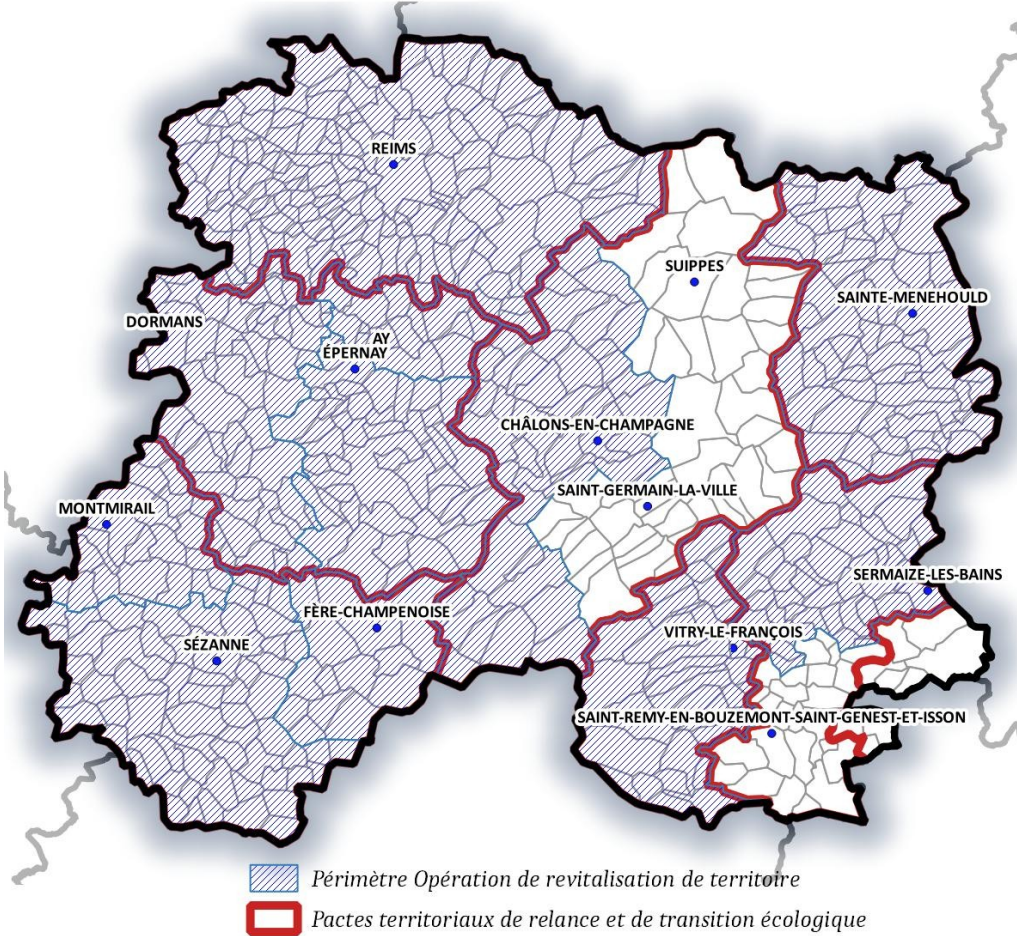 REIMS
SUIPPES
SAINTE-MENEHOULD
DORMANS
AY
ÉPERNAY
CHÂLONS-EN-CHAMPAGNE
SAINT-GERMAIN-LA-VILLE
MONTMIRAIL
SERMAIZE-LES-BAINS
FÈRE-CHAMPENOISE
VITRY-LE-FRANÇOIS
SÉZANNE
SAINT-REMY-EN-BOUZEMONT-SAINT-GENEST-ET-ISSON
Périmètre Opération de revitalisation de territoire
Pactes territoriaux de relance et de transition écologique